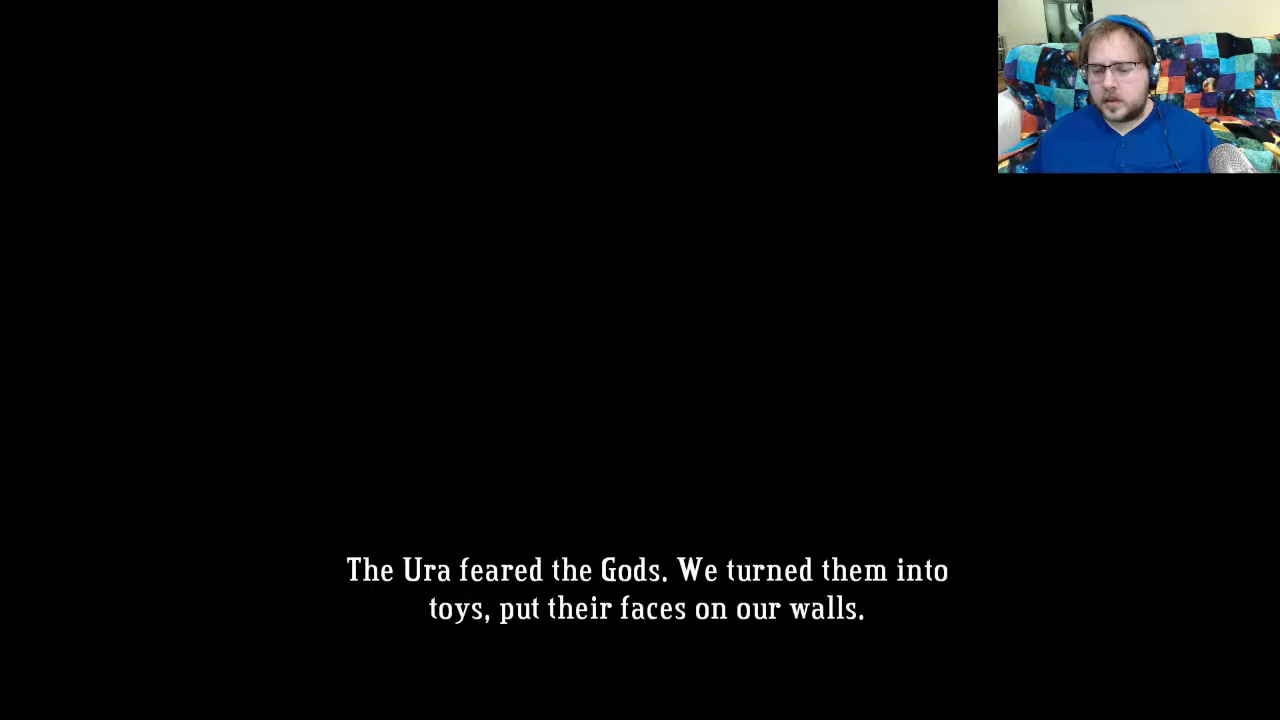 The Ura feared the Gods. We turned them into
toys, put their faces on our walls.